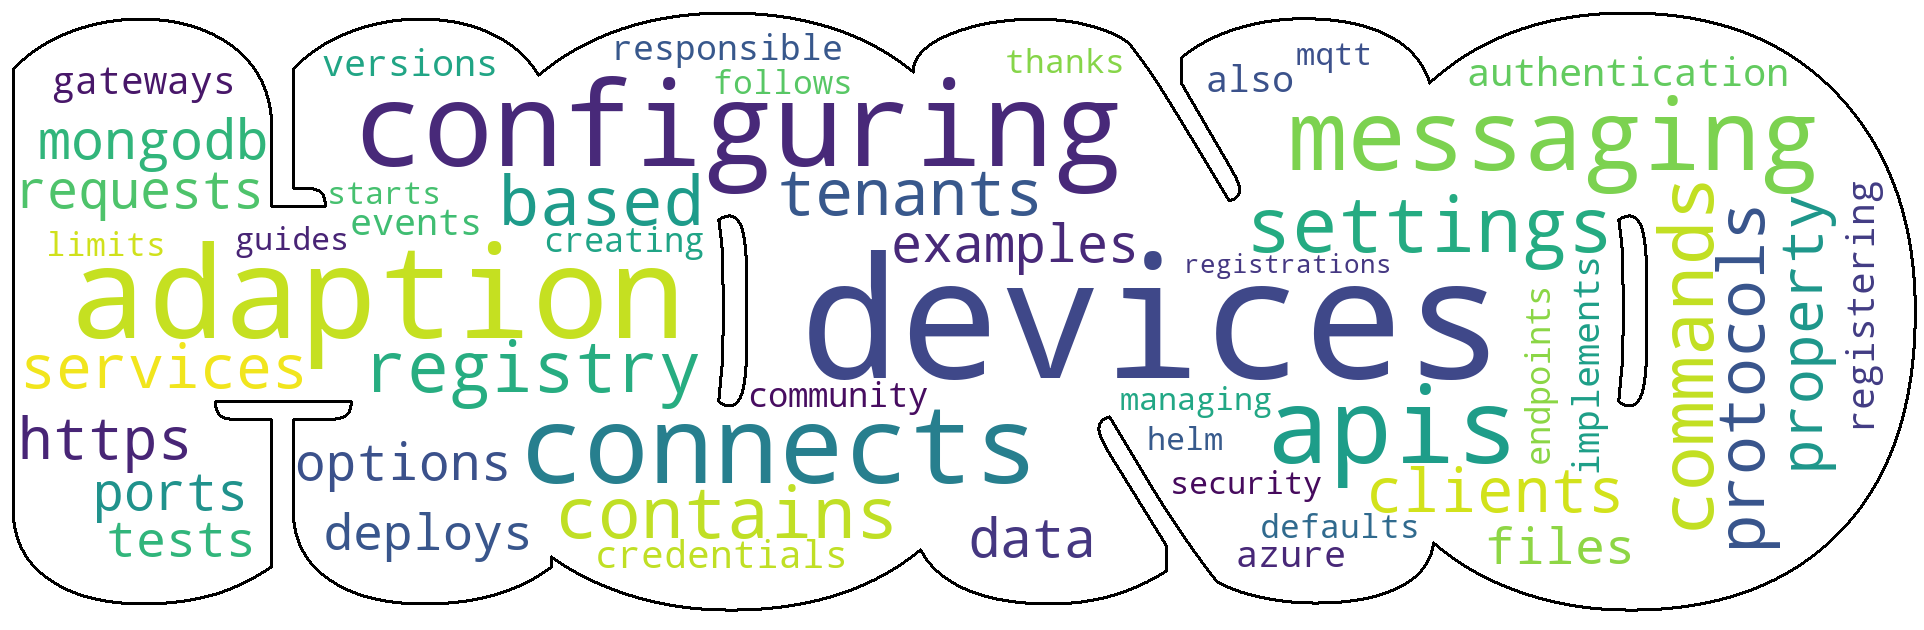 responsible
thanks
mqtt
versions
follows
also
authentication
gateways
configuring
messaging
mongodb
requests
starts
based
tenants
events
settings
limits
guides
creating
examples
registrations
commands
protocols
property
registering
adaption
devices
endpoints
implements
services
registry
community
managing
apis
https
options
connects
helm
ports
contains
security
clients
tests
deploys
data
defaults
files
credentials
azure